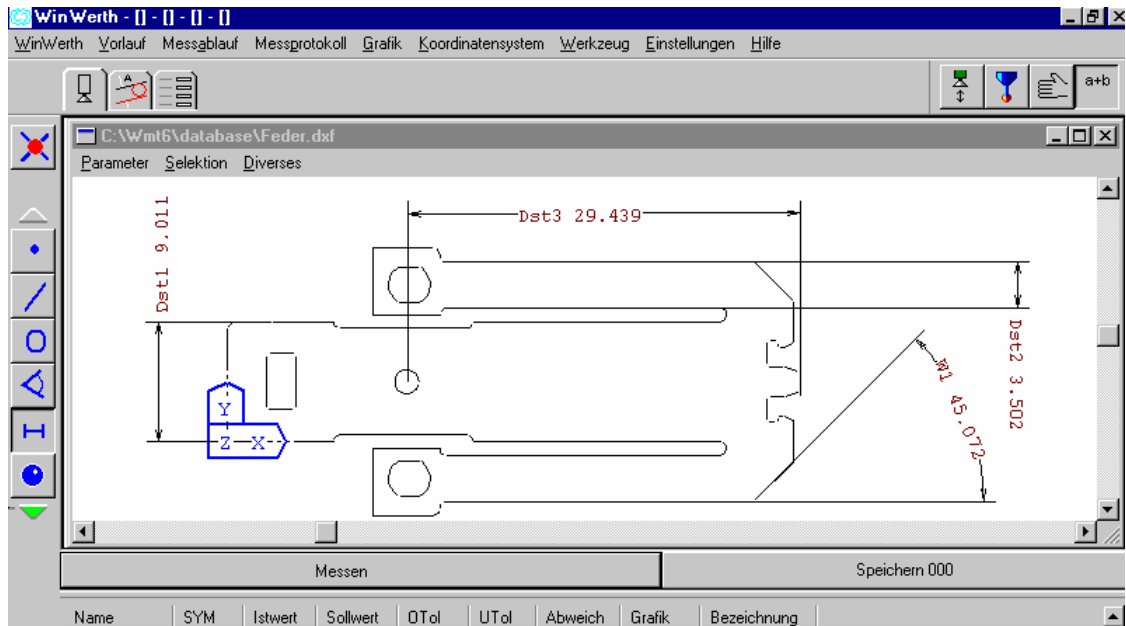 WinWerth - [] - [] - [] - []
WinWerth Vorlauf Messablauf Messprotokoll Grafik Koordinatensystem Werkzeug Einstellungen Hilfe
A
a+b
C:\Wmt6\database\Feder.dxf
Parameter Selektion Diverses
Dst1 9.011
Dst3 29.439
Dst2 3.502
W1 45.072
Y
Z X
Messen
Speichern 000
Name SYM Istwert Sollwert OTol UTol Abweich Grafik Bezeichnung